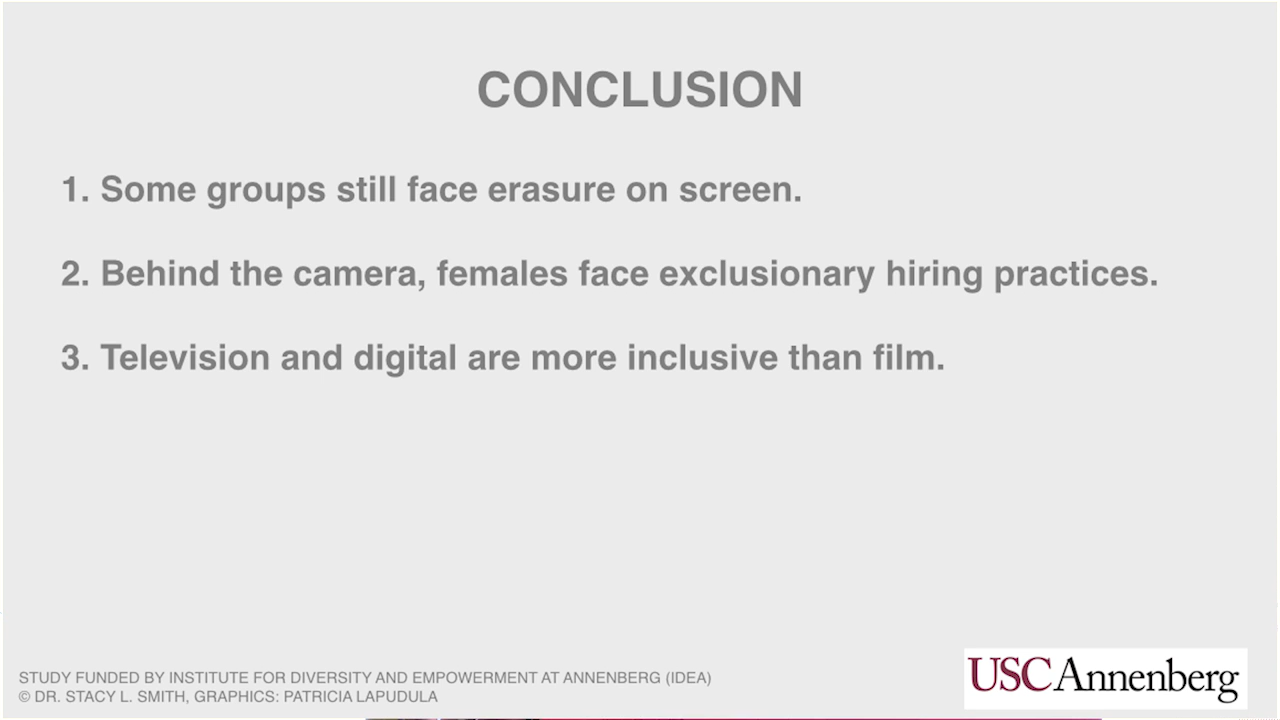 CONCLUSION
1. Some groups still face erasure on screen.
2. Behind the camera, females face exclusionary hiring practices.
3. Television and digital are more inclusive than film.
STUDY FUNDED BY INSTITUTE FOR DIVERSITY AND EMPOWERMENT AT ANNENBERG (IDEA)
© DR. STACY L. SMITH, GRAPHICS: PATRICIA LAPUDULA
USCAnnenberg